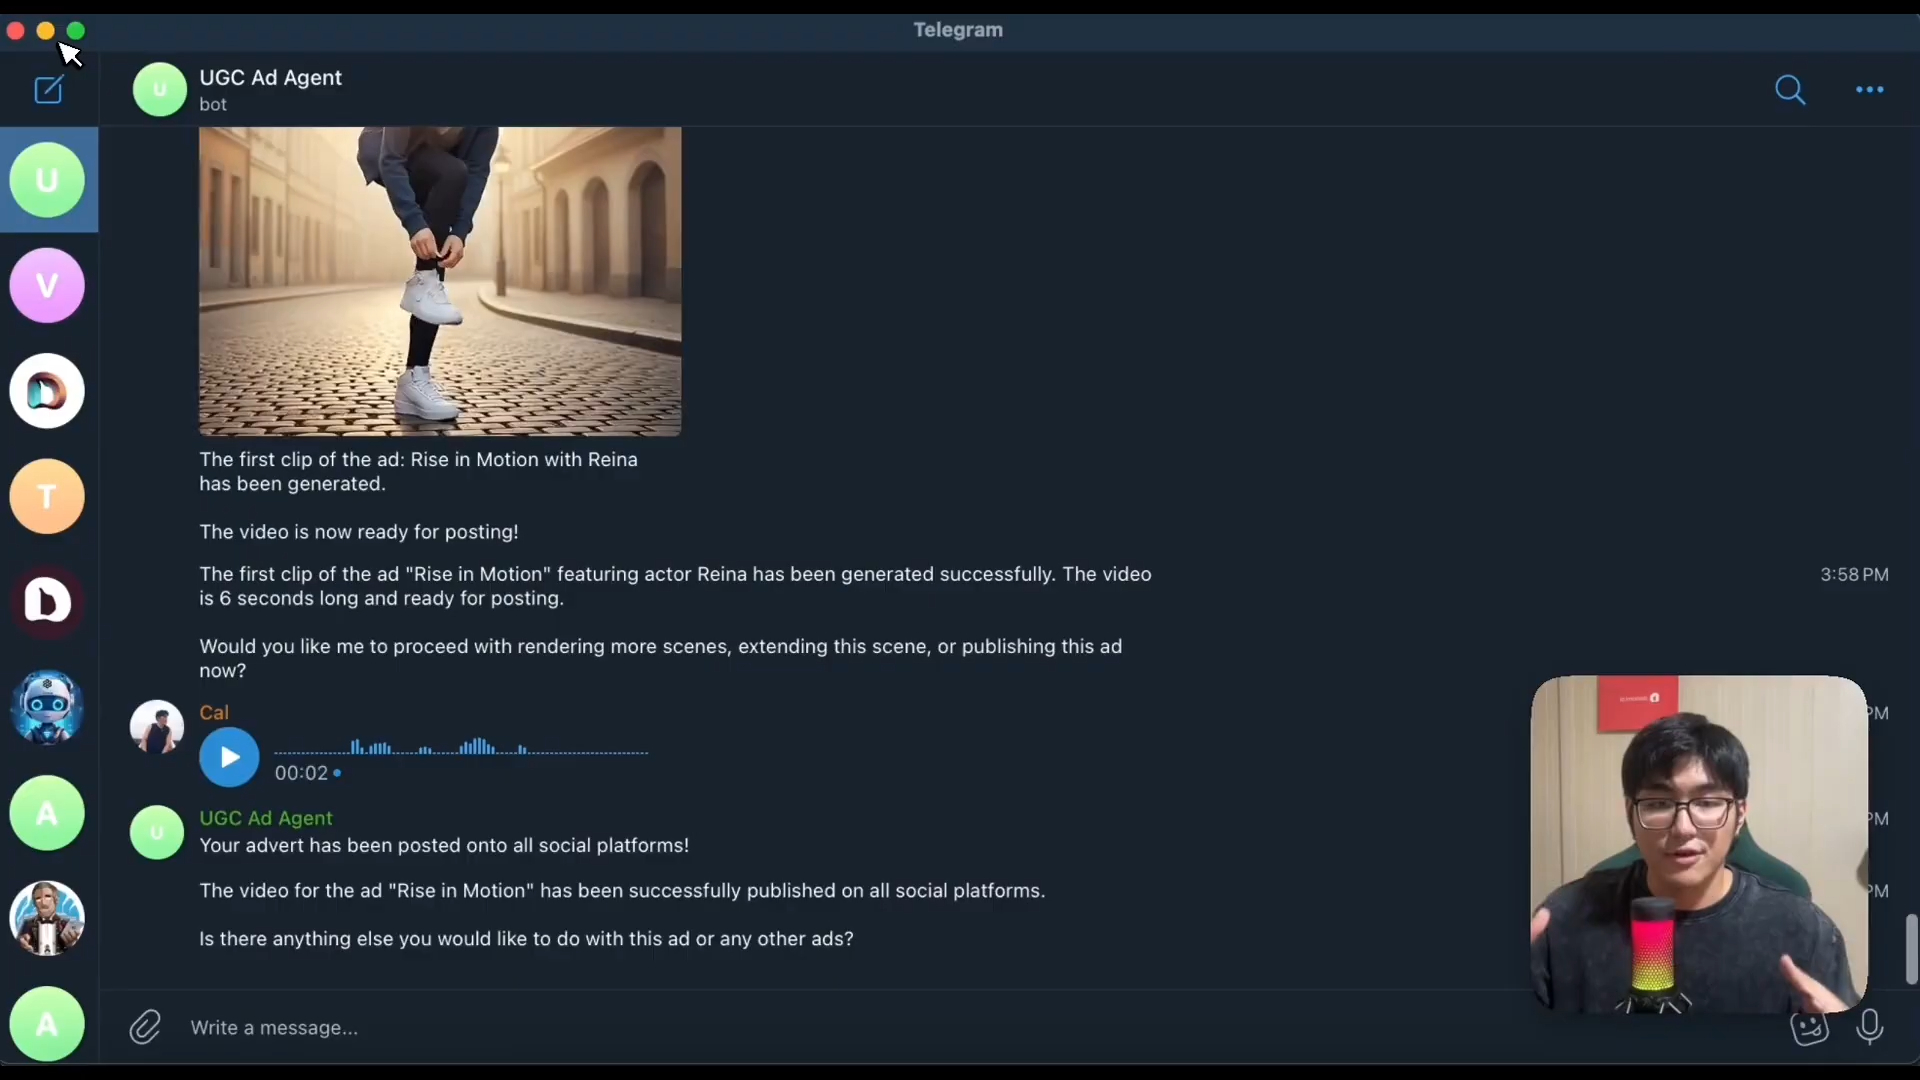 Telegram
U
UGC Ad Agent
bot
U
V
T
A
A
The first clip of the ad: Rise in Motion with Reina
has been generated.
The video is now ready for posting!
The first clip of the ad "Rise in Motion" featuring actor Reina has been generated successfully. The video
is 6 seconds long and ready for posting.
3:58 PM
Would you like me to proceed with rendering more scenes, extending this scene, or publishing this ad
now?
Cal
PM
00:02
U
UGC Ad Agent
PM
Your advert has been posted onto all social platforms!
The video for the ad "Rise in Motion" has been successfully published on all social platforms.
PM
Is there anything else you would like to do with this ad or any other ads?
Write a message...